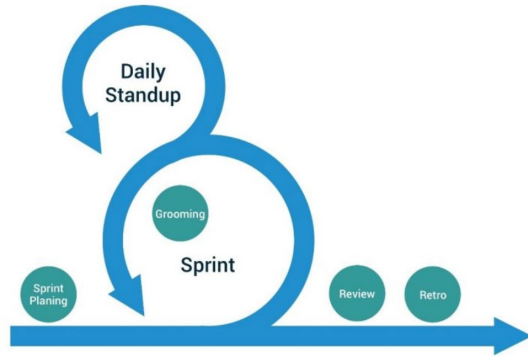 Daily
Standup
Grooming
Sprint
Sprint
Planing
Review
Retro